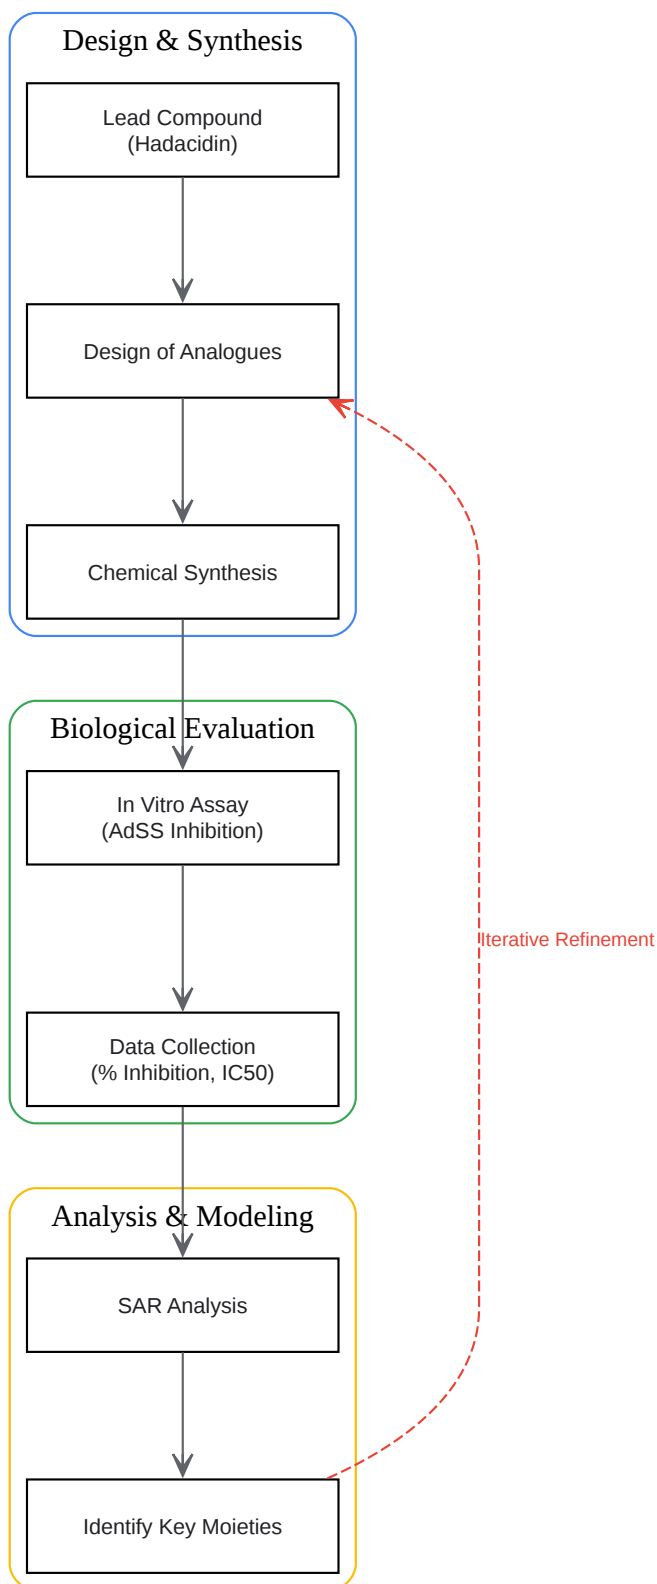 Design & Synthesis
Lead Compound
(Hadacidin)
Design of Analogues
Chemical Synthesis
Biological Evaluation
In Vitro Assay
(AdSS Inhibition)
Iterative Refinement
Data Collection
(% Inhibition, IC50)
Analysis & Modeling
SAR Analysis
Identify Key Moieties